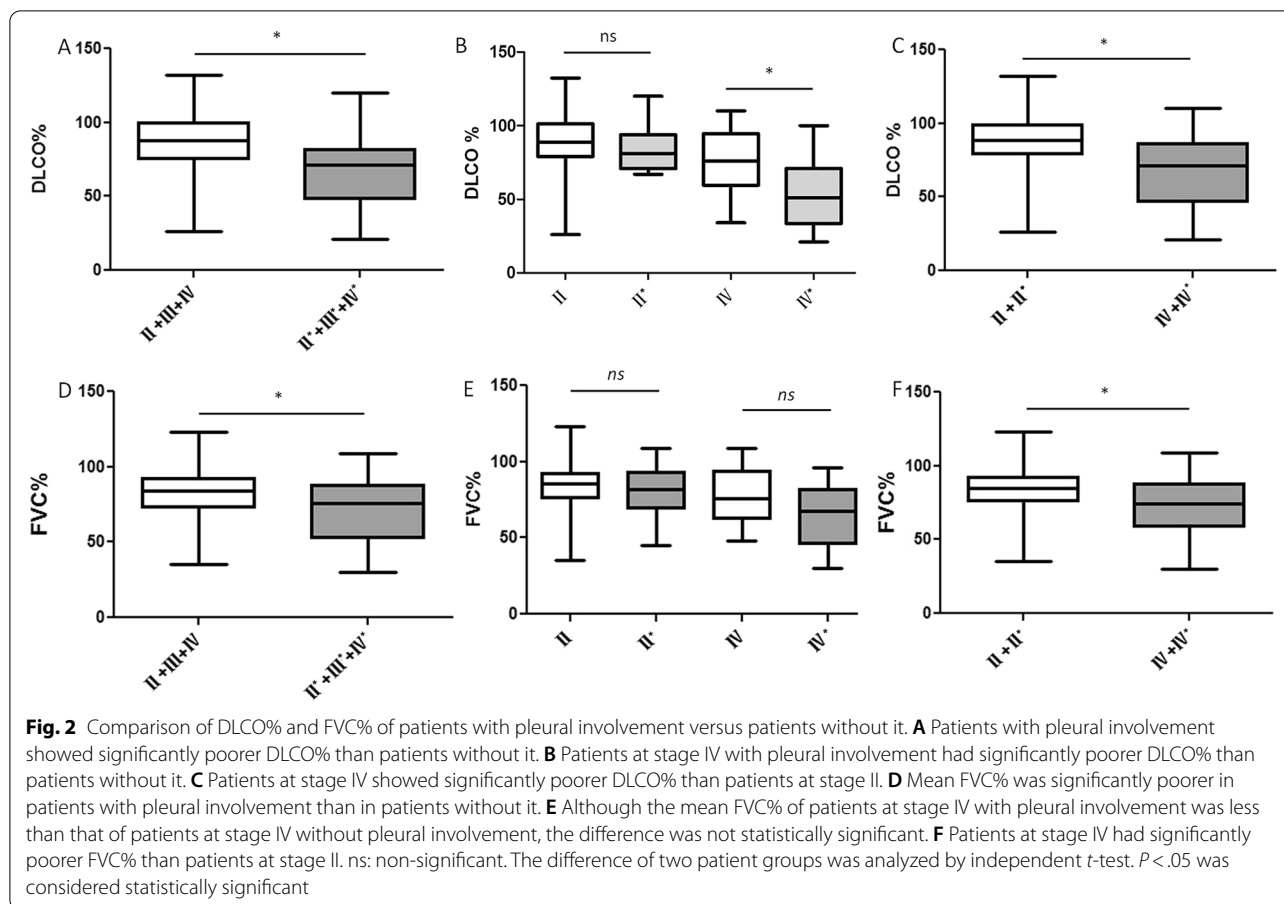 A
*
150
100
50
0
DLCO%
II +III+IV
II*+III*+IV*
B
ns
*
150
100
50
0
DLCO %
II
II*
IV
IV*
C
*
150
100
50
0
DLCO %
II + II*
IV+IV*
D
*
150
100
50
0
FVC%
II +III+IV
II*+III*+IV*
E
ns
ns
150
100
50
0
FVC%
II
II*
IV
IV*
F
*
150
100
50
0
FVC%
II + II*
IV+IV*
Fig. 2 Comparison of DLCO% and FVC% of patients with pleural involvement versus patients without it. A Patients with pleural involvement
showed significantly poorer DLCO% than patients without it. B Patients at stage IV with pleural involvement had significantly poorer DLCO% than
patients without it. C Patients at stage IV showed significantly poorer DLCO% than patients at stage II. D Mean FVC% was significantly poorer in
patients with pleural involvement than in patients without it. E Although the mean FVC% of patients at stage IV with pleural involvement was less
than that of patients at stage IV without pleural involvement, the difference was not statistically significant. F Patients at stage IV had significantly
poorer FVC% than patients at stage II. ns: non-significant. The difference of two patient groups was analyzed by independent t-test. P < .05 was
considered statistically significant